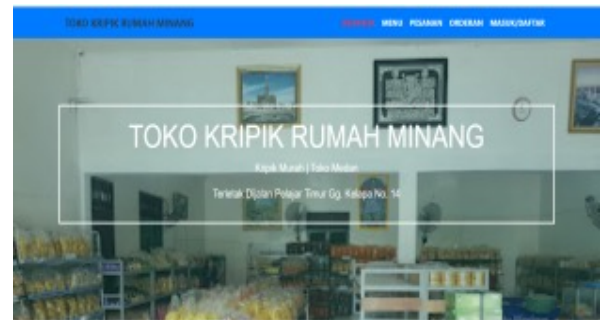 TOKO KRIPIK RUMAH MINANG
BERANDA MENU PESANAN ORDERAN MASUK/DAFTAR
TOKO KRIPIK RUMAH MINANG
Kripik Murah | Toko Medan
Terletak Dijalan Pelajar Timur Gg. Kelapa No. 14